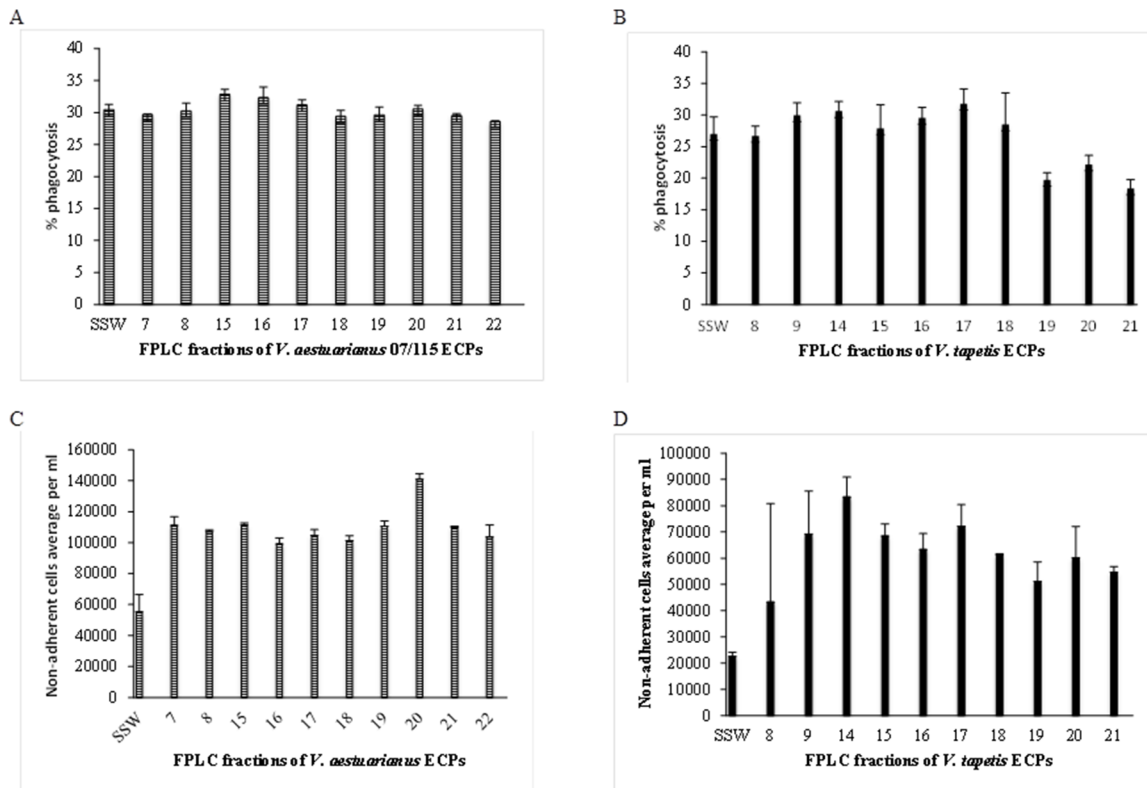 A
40
35
30
25
20
15
10
5
0
% phagocytosis
SSW 7 8 15 16 17 18 19 20 21 22
FPLC fractions of V. aestuarianus 07/115 ECPs
B
40
35
30
25
20
15
10
5
0
% phagocytosis
SSW 8 9 14 15 16 17 18 19 20 21
FPLC fractions of V. tapetis ECPs
C
160000
140000
120000
100000
80000
60000
40000
20000
0
Non-adherent cells average per ml
SSW 7 8 15 16 17 18 19 20 21 22
FPLC fractions of V. aestuarianus ECPs
D
100000
90000
80000
70000
60000
50000
40000
30000
20000
10000
0
Non-adherent cells average per ml
SSW 8 9 14 15 16 17 18 19 20 21
FPLC fractions of V. tapetis ECPs